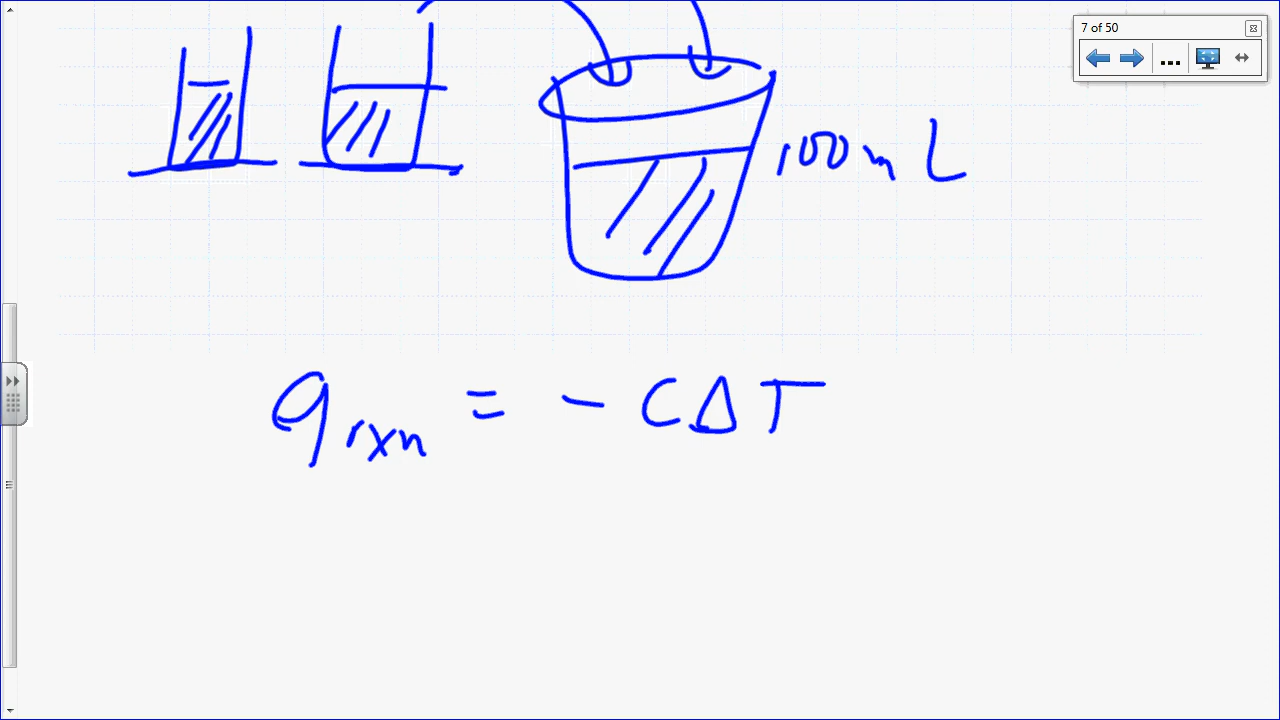 7 of 50
100 mL
q rxn = - CΔT